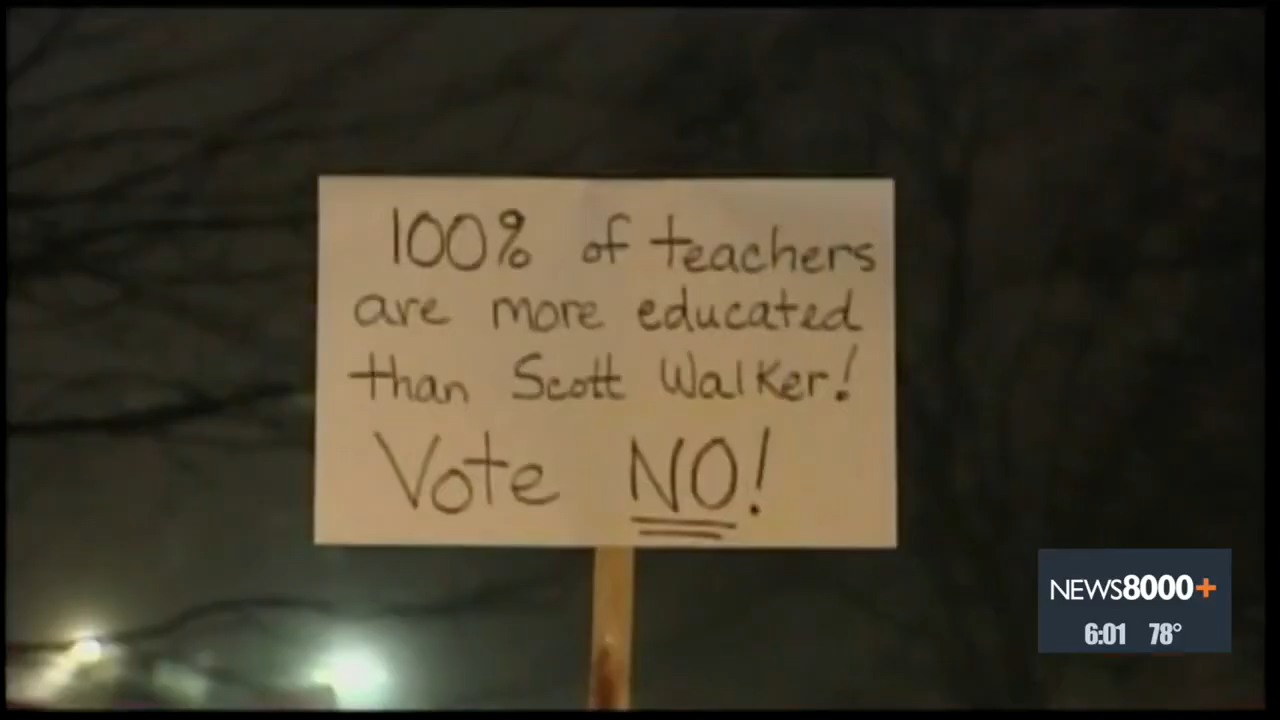 100% of teachers
are more educated
than Scott Walker!
Vote NO!
NEWS8000+
6:01 78°